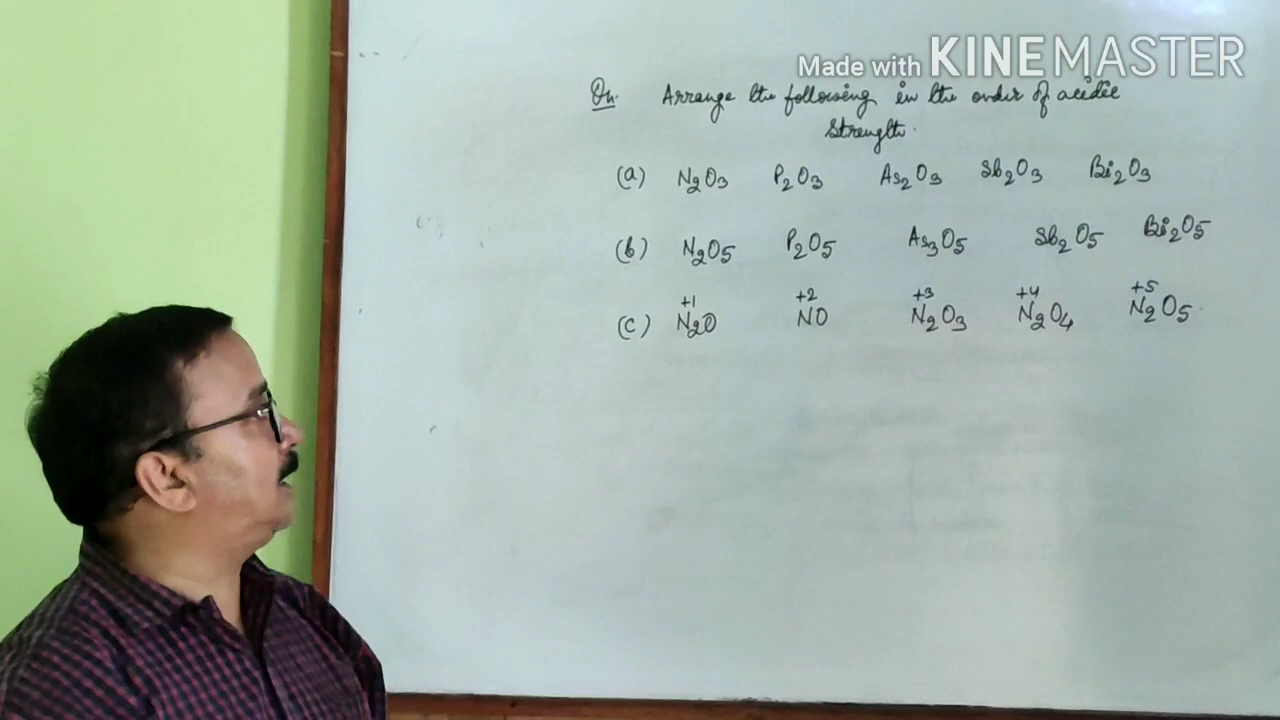 Made with KINEMASTER
Qn. Arrange the following in the order of acidic
Strength.
(a) N₂O₃ P₂O₃ As₂O₃ Sb₂O₃ Bi₂O₃
(b) N₂O₅ P₂O₅ As₃O₅ Sb₂O₅ Bi₂O₅
+1 +2 +3 +4 +5
(c) N₂O NO N₂O₃ N₂O₄ N₂O₅